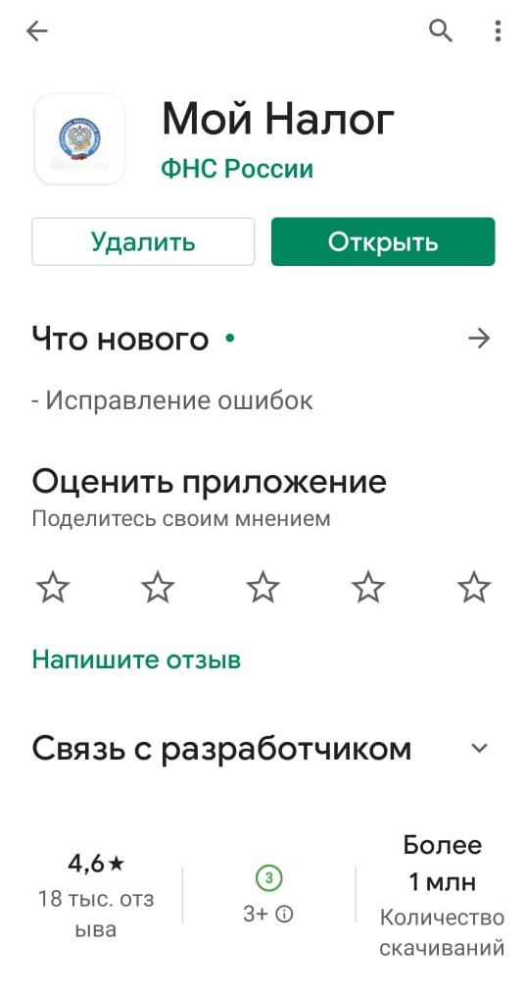 Мой Налог
ФНС России
Удалить
Открыть
Что нового •
- Исправление ошибок
Оценить приложение
Поделитесь своим мнением
Напишите отзыв
Связь с разработчиком
4,6★
18 тыс. отз
ыва
3
3+
Более
1 млн
Количество
скачиваний